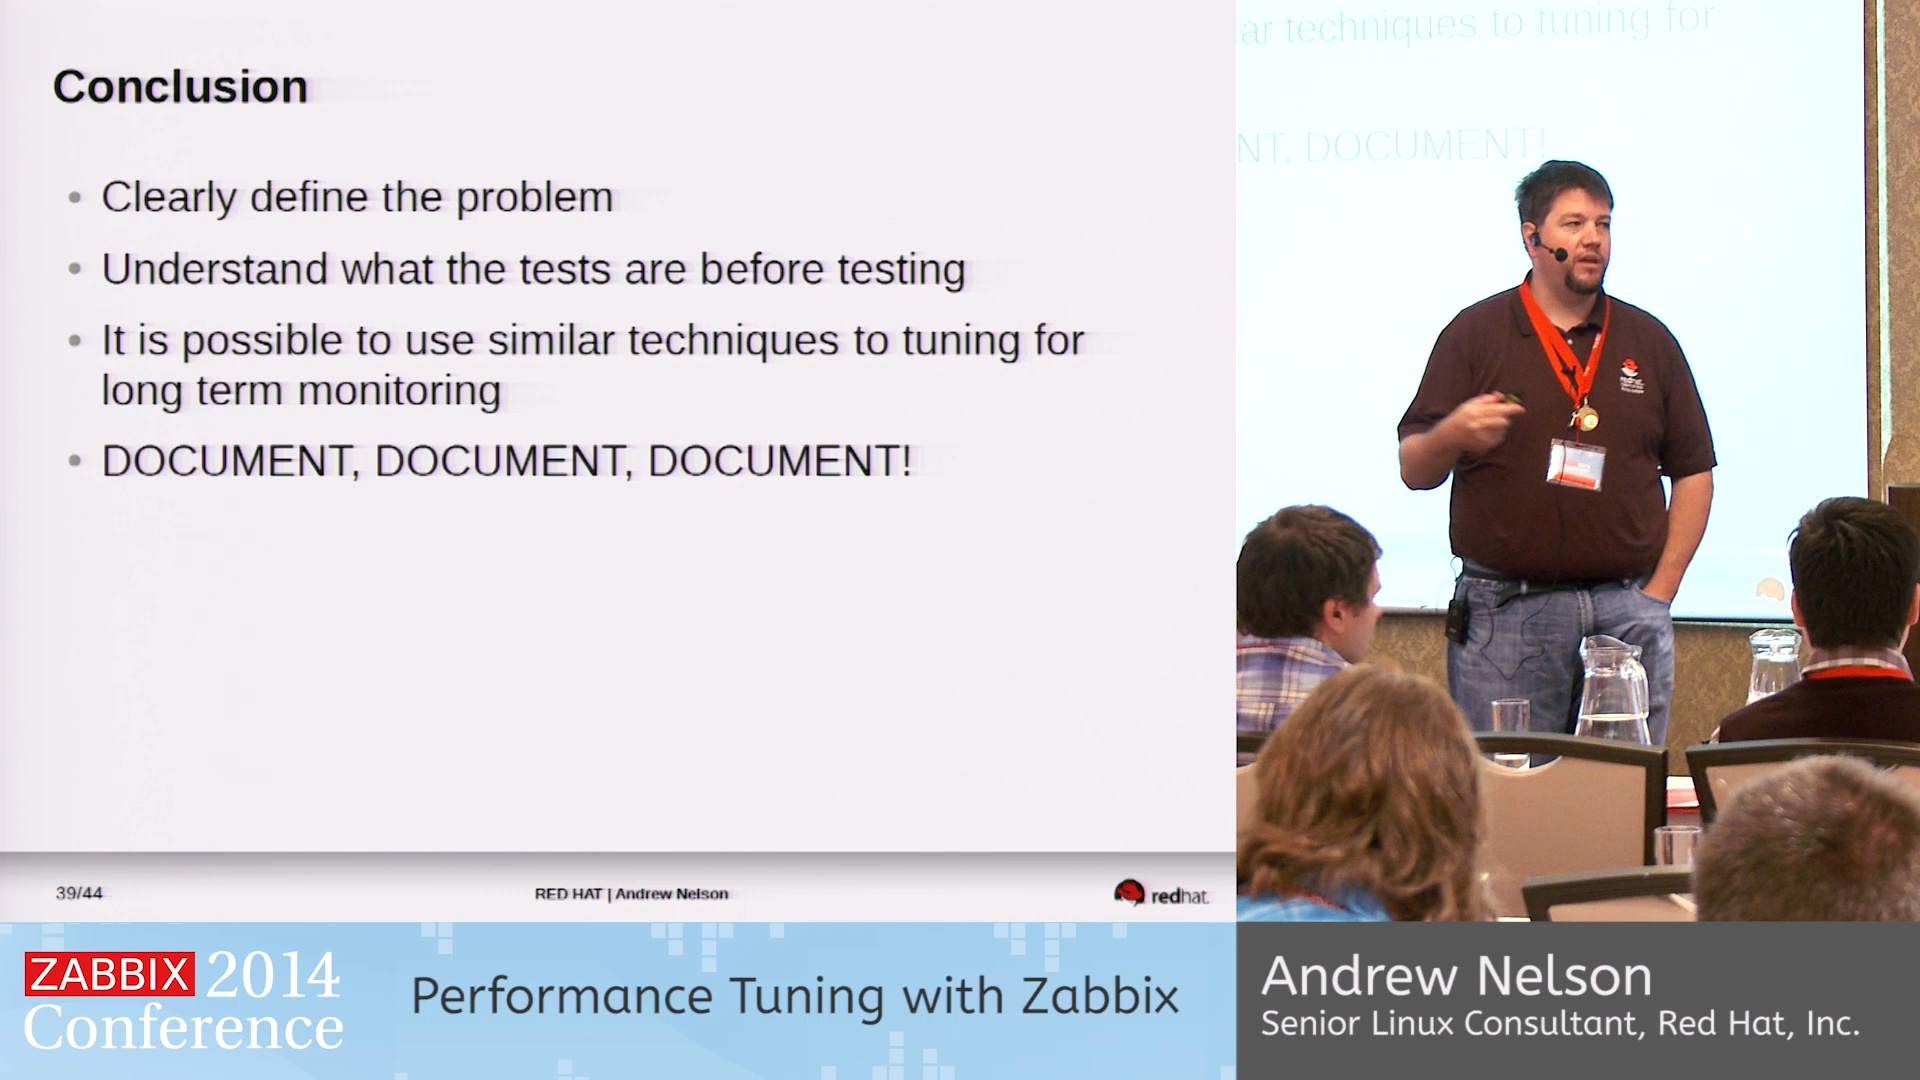 Conclusion
• Clearly define the problem
• Understand what the tests are before testing
• It is possible to use similar techniques to tuning for
long term monitoring
• DOCUMENT, DOCUMENT, DOCUMENT!
39/44
RED HAT | Andrew Nelson
redhat.
ar techniques to tuning for
NT, DOCUMENT!
ZABBIX 2014
Conference
Performance Tuning with Zabbix
Andrew Nelson
Senior Linux Consultant, Red Hat, Inc.